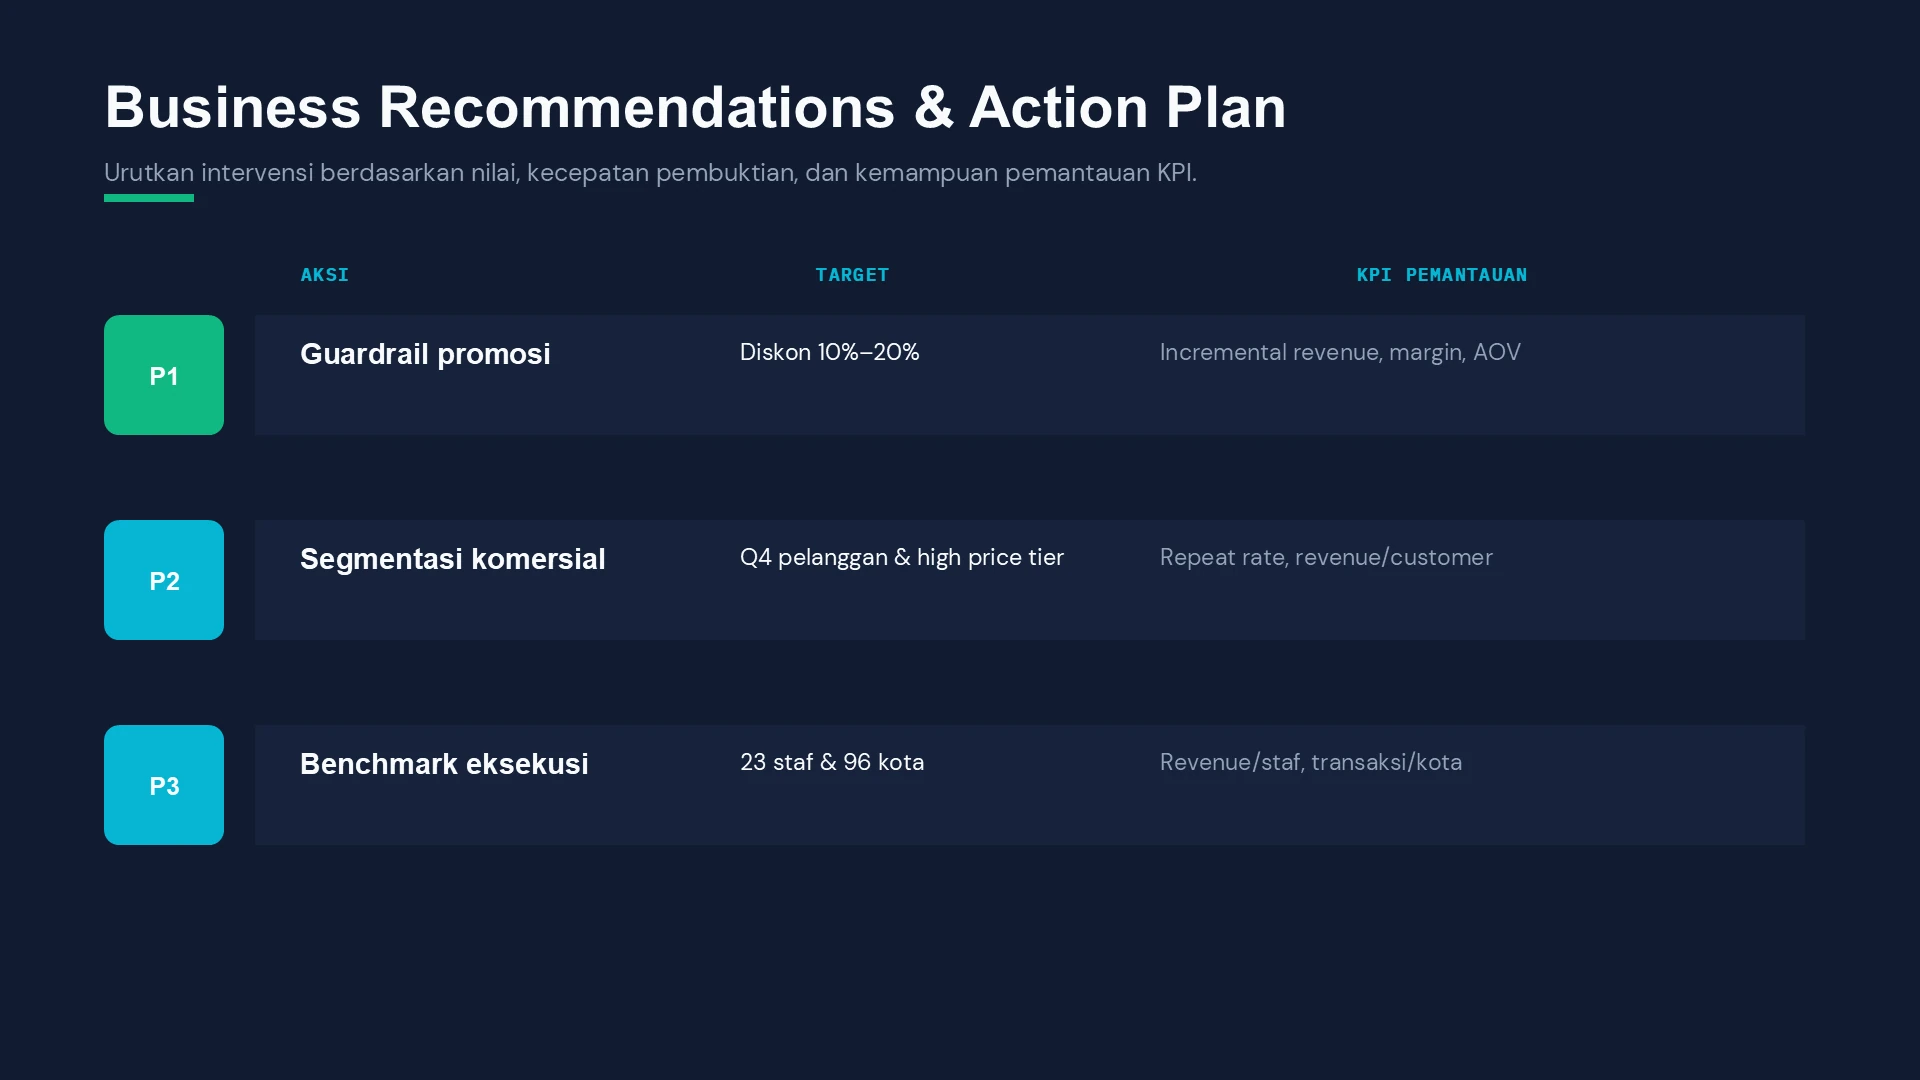 Business Recommendations & Action Plan
Urutkan intervensi berdasarkan nilai, kecepatan pembuktian, dan kemampuan pemantauan KPI.
AKSI TARGET KPI PEMANTAUAN
P1 Guardrail promosi Diskon 10%–20% Incremental revenue, margin, AOV
P2 Segmentasi komersial Q4 pelanggan & high price tier Repeat rate, revenue/customer
P3 Benchmark eksekusi 23 staf & 96 kota Revenue/staf, transaksi/kota